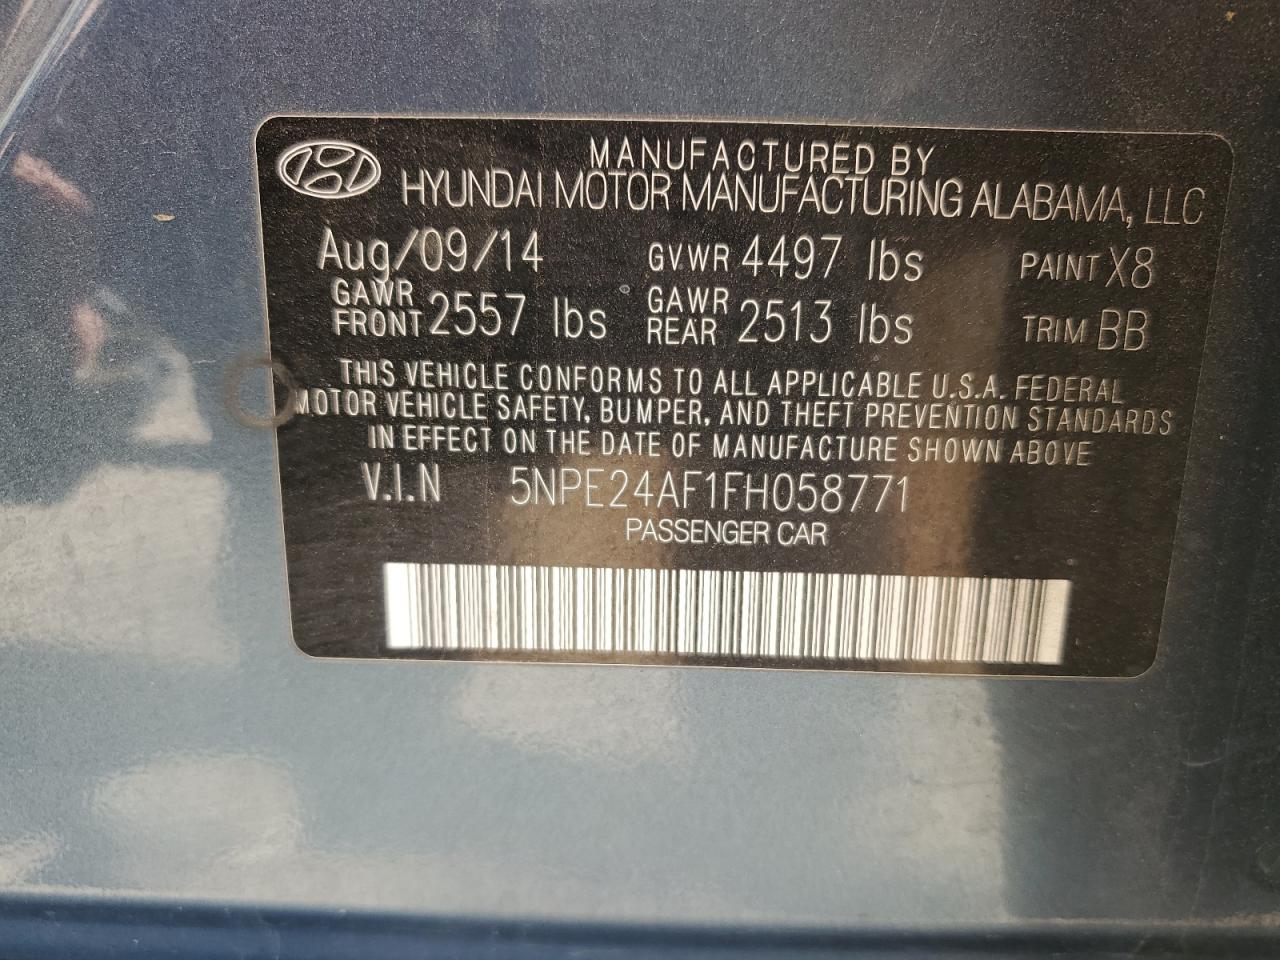 MANUFACTURED BY
HYUNDAI MOTOR MANUFACTURING ALABAMA, LLC
Aug/09/14 GVWR 4497 lbs PAINT X8
GAWR FRONT 2557 lbs GAWR REAR 2513 lbs TRIM BB
THIS VEHICLE CONFORMS TO ALL APPLICABLE U.S.A. FEDERAL
MOTOR VEHICLE SAFETY, BUMPER, AND THEFT PREVENTION STANDARDS
IN EFFECT ON THE DATE OF MANUFACTURE SHOWN ABOVE
V.I.N 5NPE24AF1FH058771
PASSENGER CAR